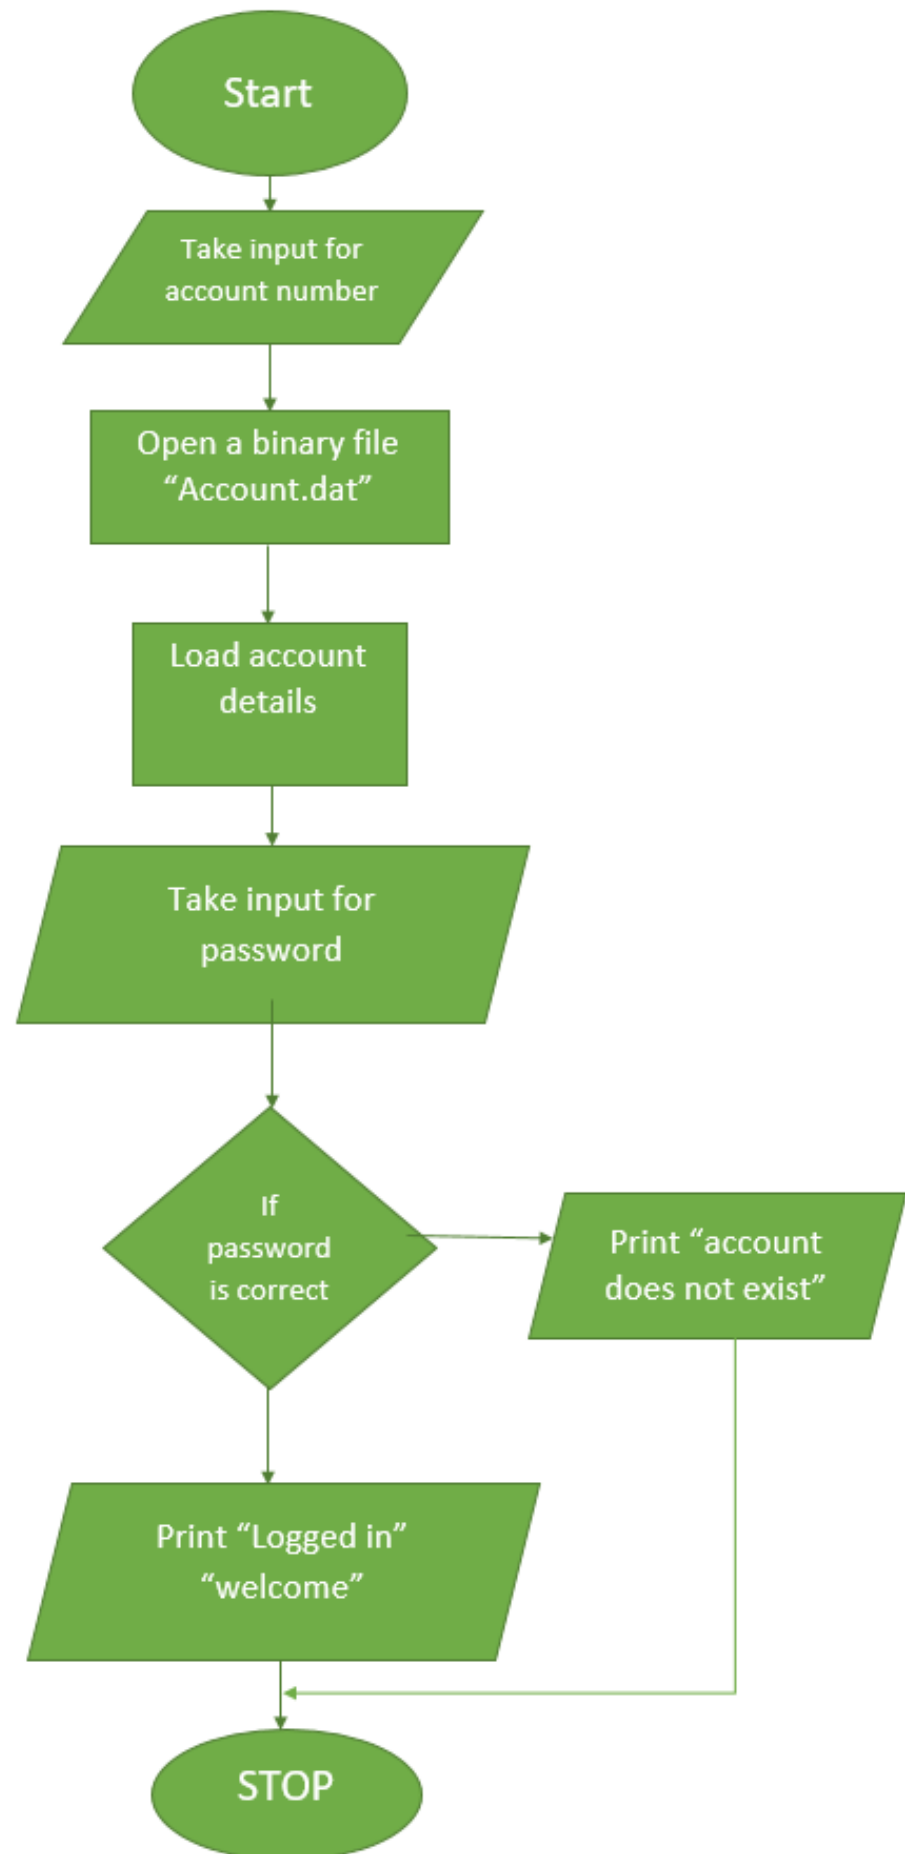 Start
Take input for
account number
Open a binary file
“Account.dat”
Load account
details
Take input for
password
If
password
is correct
Print “account
does not exist”
Print “Logged in”
“welcome”
STOP